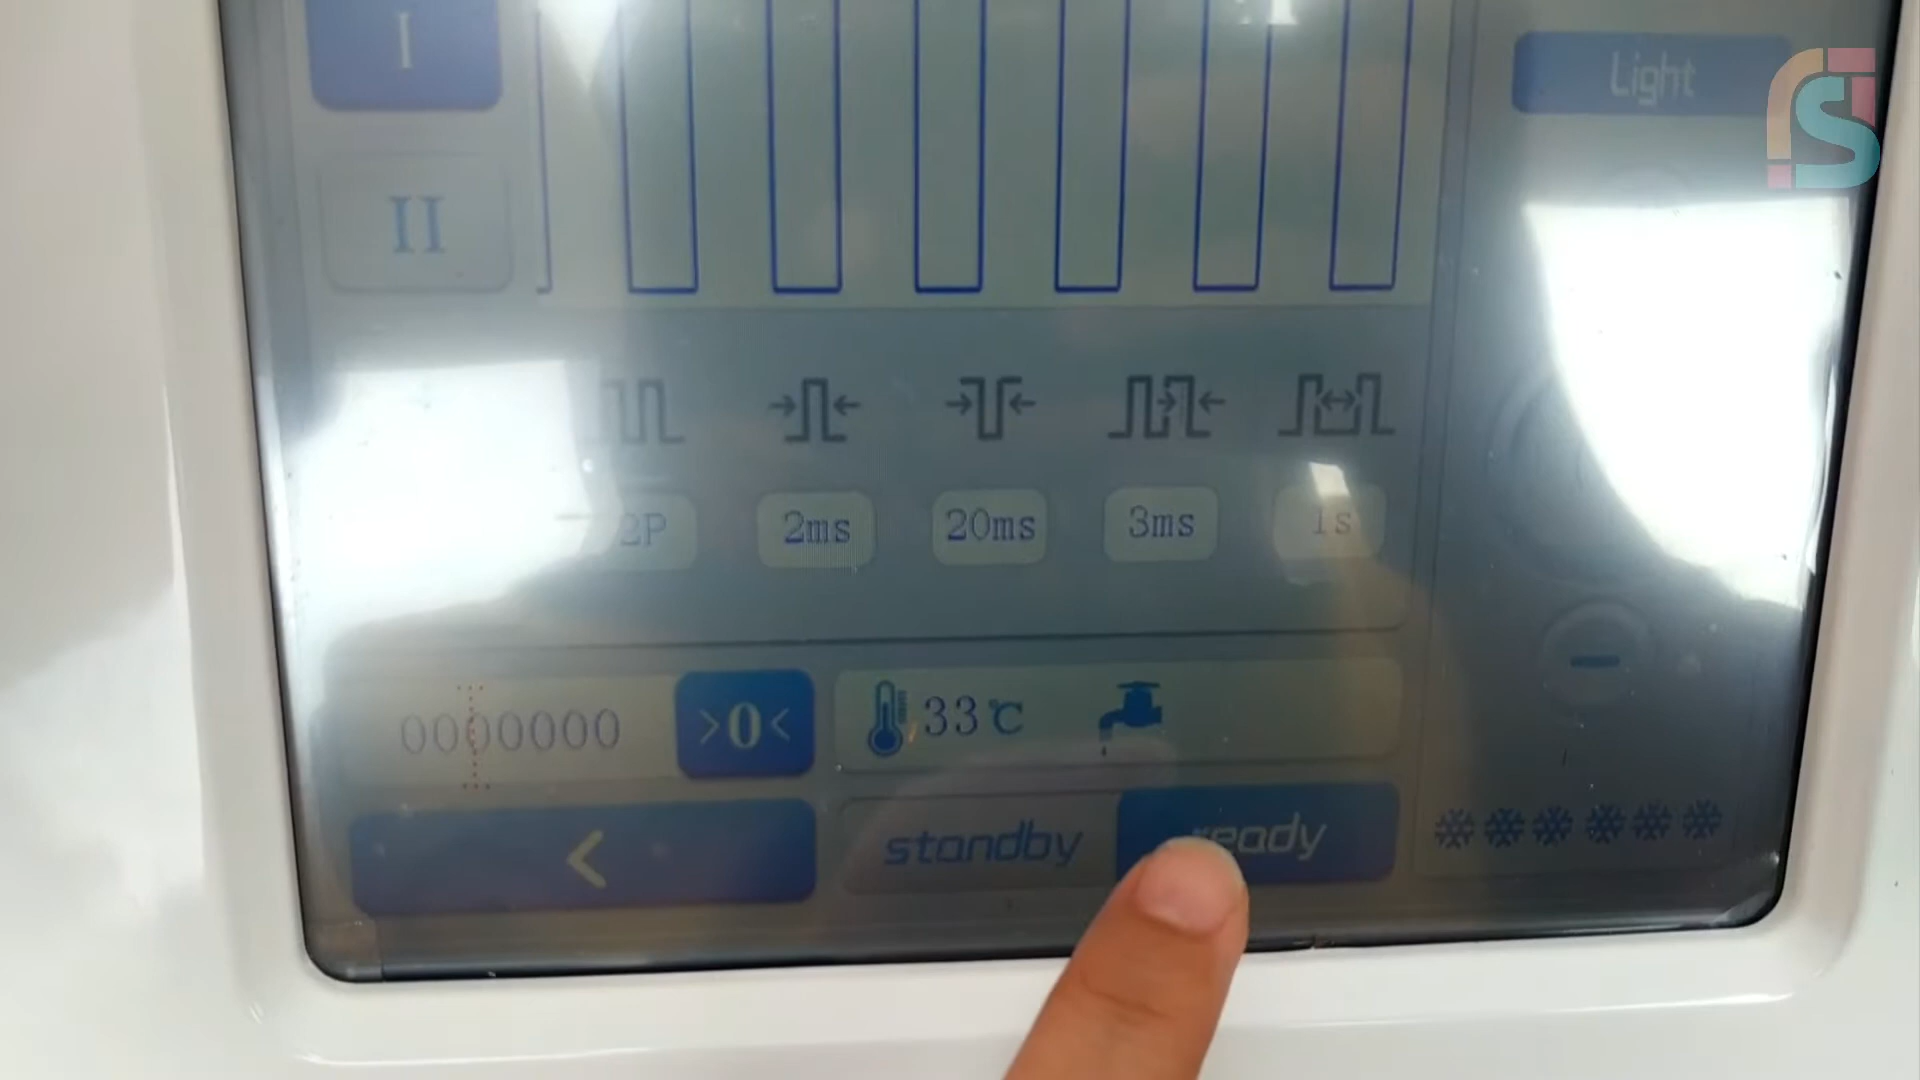 I
Light
II
2P
2ms
20ms
3ms
1s
0000000
>0<
33℃
<
standby
ready